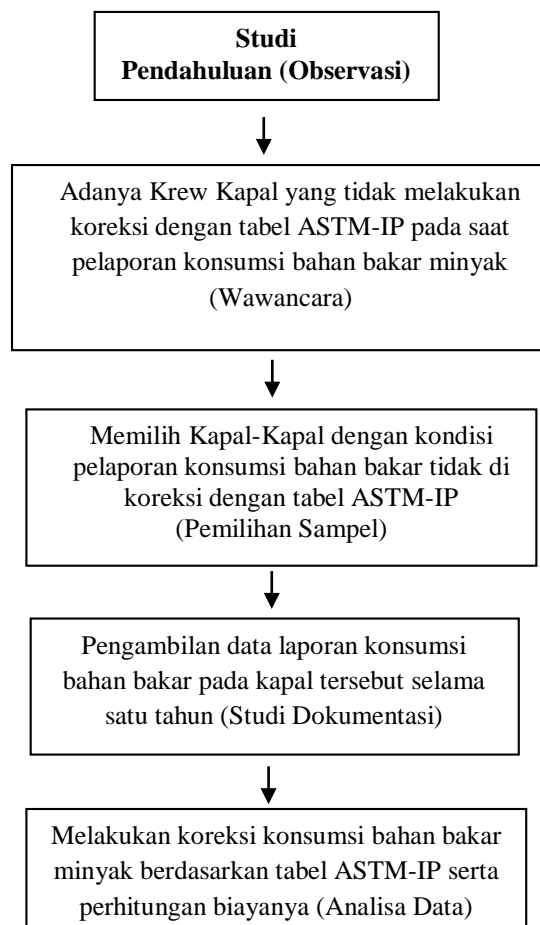 Studi
Pendahuluan (Observasi)
Adanya Krew Kapal yang tidak melakukan
koreksi dengan tabel ASTM-IP pada saat
pelaporan konsumsi bahan bakar minyak
(Wawancara)
Memilih Kapal-Kapal dengan kondisi
pelaporan konsumsi bahan bakar tidak di
koreksi dengan tabel ASTM-IP
(Pemilihan Sampel)
Pengambilan data laporan konsumsi
bahan bakar pada kapal tersebut selama
satu tahun (Studi Dokumentasi)
Melakukan koreksi konsumsi bahan bakar
minyak berdasarkan tabel ASTM-IP serta
perhitungan biayanya (Analisa Data)